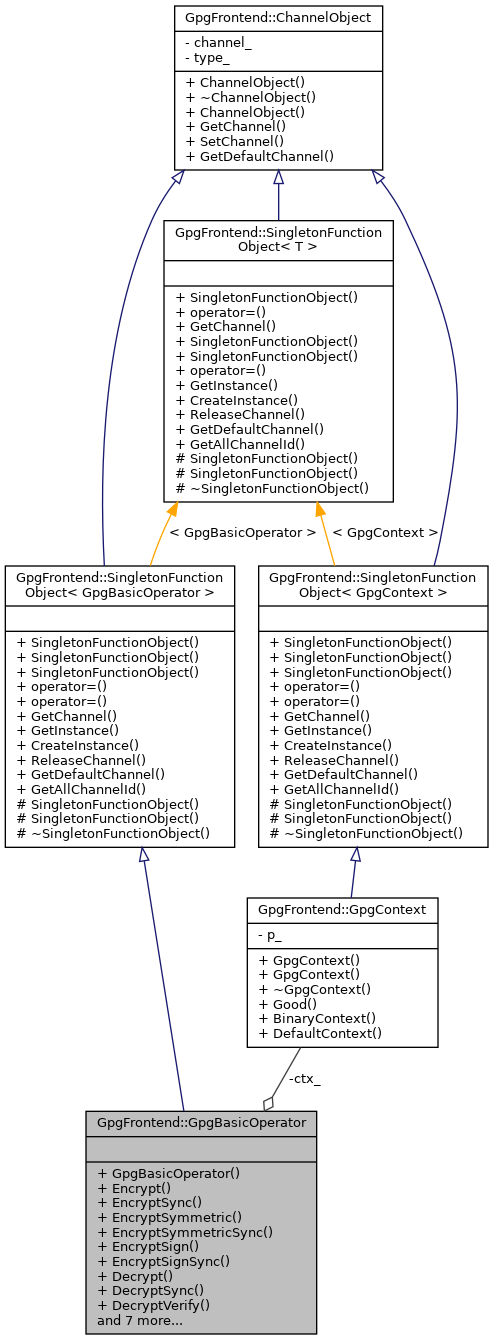 GpgFrontend::ChannelObject
- channel_
- type_
+ ChannelObject()
+ ~ChannelObject()
+ ChannelObject()
+ GetChannel()
+ SetChannel()
+ GetDefaultChannel()
GpgFrontend::SingletonFunction
Object< T >
+ SingletonFunctionObject()
+ operator=()
+ GetChannel()
+ SingletonFunctionObject()
+ SingletonFunctionObject()
+ operator=()
+ GetInstance()
+ CreateInstance()
+ ReleaseChannel()
+ GetDefaultChannel()
+ GetAllChannelId()
# SingletonFunctionObject()
# SingletonFunctionObject()
# ~SingletonFunctionObject()
< GpgBasicOperator >
< GpgContext >
GpgFrontend::SingletonFunction
Object< GpgBasicOperator >
+ SingletonFunctionObject()
+ SingletonFunctionObject()
+ SingletonFunctionObject()
+ operator=()
+ operator=()
+ GetChannel()
+ GetInstance()
+ CreateInstance()
+ ReleaseChannel()
+ GetDefaultChannel()
+ GetAllChannelId()
# SingletonFunctionObject()
# SingletonFunctionObject()
# ~SingletonFunctionObject()
GpgFrontend::SingletonFunction
Object< GpgContext >
+ SingletonFunctionObject()
+ SingletonFunctionObject()
+ SingletonFunctionObject()
+ operator=()
+ operator=()
+ GetChannel()
+ GetInstance()
+ CreateInstance()
+ ReleaseChannel()
+ GetDefaultChannel()
+ GetAllChannelId()
# SingletonFunctionObject()
# SingletonFunctionObject()
# ~SingletonFunctionObject()
GpgFrontend::GpgContext
- p_
+ GpgContext()
+ GpgContext()
+ ~GpgContext()
+ Good()
+ BinaryContext()
+ DefaultContext()
-ctx_
GpgFrontend::GpgBasicOperator
+ GpgBasicOperator()
+ Encrypt()
+ EncryptSync()
+ EncryptSymmetric()
+ EncryptSymmetricSync()
+ EncryptSign()
+ EncryptSignSync()
+ Decrypt()
+ DecryptSync()
+ DecryptVerify()
and 7 more...